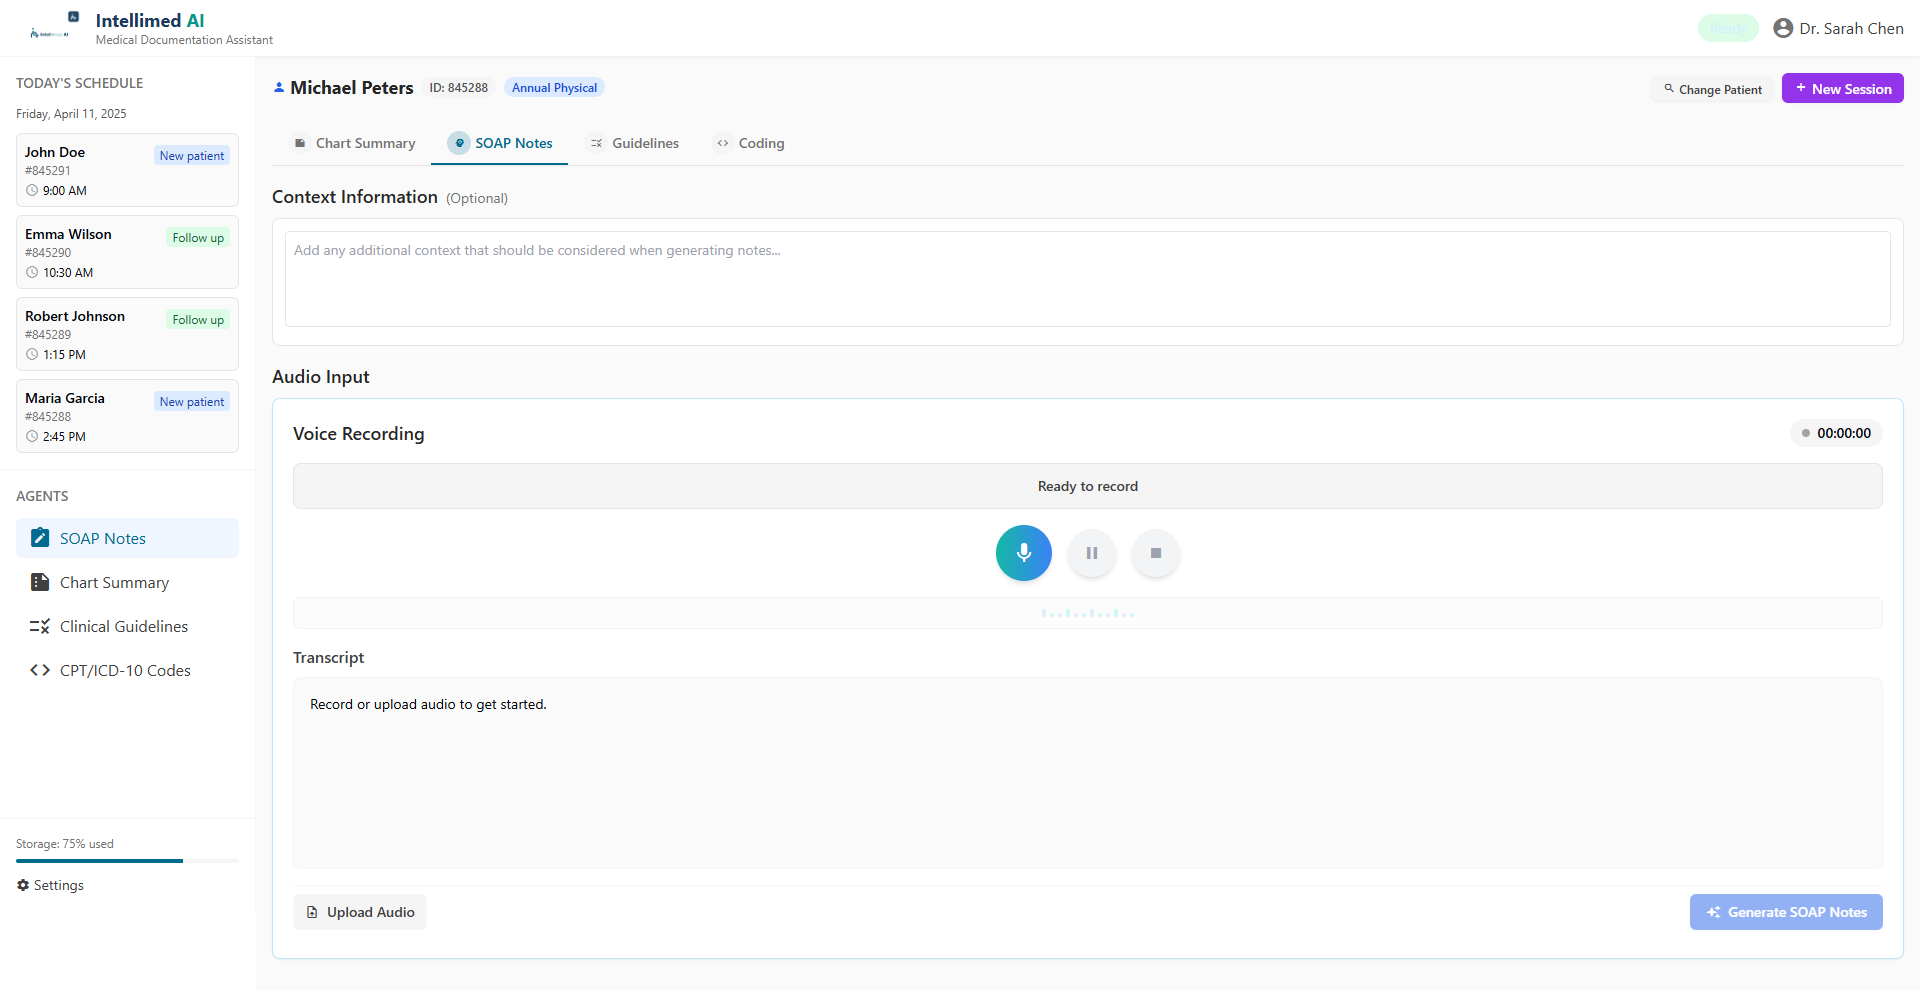 Intellimed AI
Medical Documentation Assistant
Ready
Dr. Sarah Chen
TODAY'S SCHEDULE
Friday, April 11, 2025
John Doe
New patient
#845291
9:00 AM
Emma Wilson
Follow up
#845290
10:30 AM
Robert Johnson
Follow up
#845289
1:15 PM
Maria Garcia
New patient
#845288
2:45 PM
AGENTS
SOAP Notes
Chart Summary
Clinical Guidelines
CPT/ICD-10 Codes
Storage: 75% used
Settings
Michael Peters ID: 845288 Annual Physical
Change Patient
New Session
Chart Summary SOAP Notes Guidelines Coding
Context Information (Optional)
Add any additional context that should be considered when generating notes...
Audio Input
Voice Recording
00:00:00
Ready to record
Transcript
Record or upload audio to get started.
Upload Audio
Generate SOAP Notes